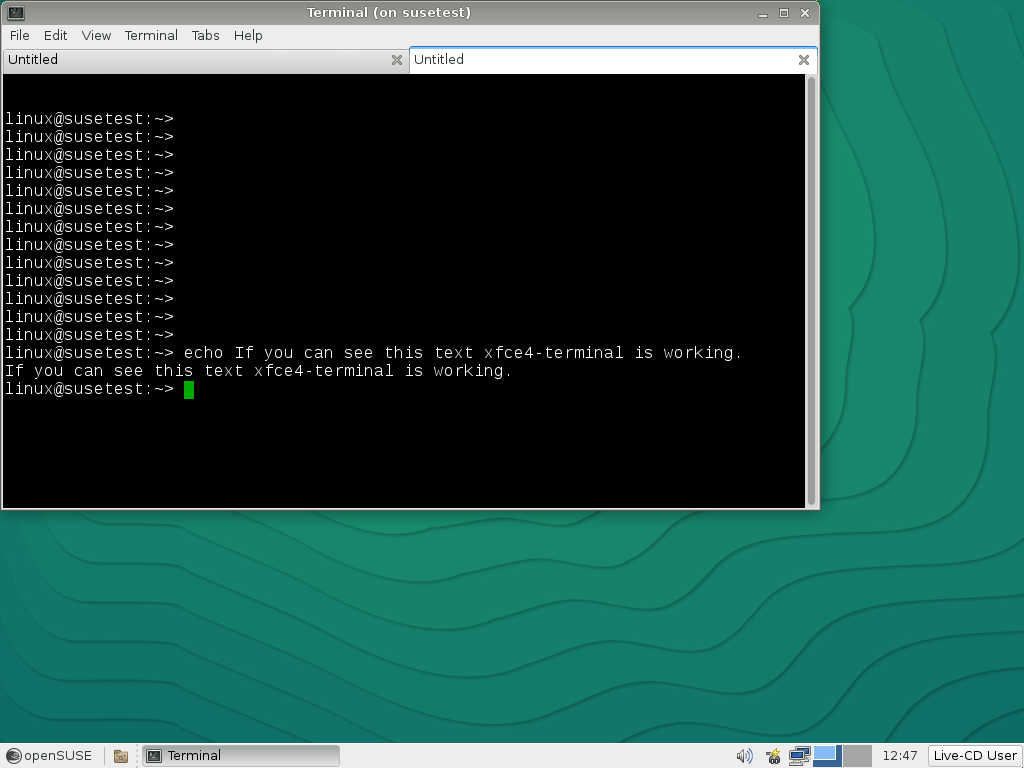 Terminal (on susetest)
File Edit View Terminal Tabs Help
Untitled Untitled
linux@susetest:~>
linux@susetest:~>
linux@susetest:~>
linux@susetest:~>
linux@susetest:~>
linux@susetest:~>
linux@susetest:~>
linux@susetest:~>
linux@susetest:~>
linux@susetest:~>
linux@susetest:~>
linux@susetest:~>
linux@susetest:~>
linux@susetest:~> echo If you can see this text xfce4-terminal is working.
If you can see this text xfce4-terminal is working.
linux@susetest:~>
openSUSE Terminal 12:47 Live-CD User